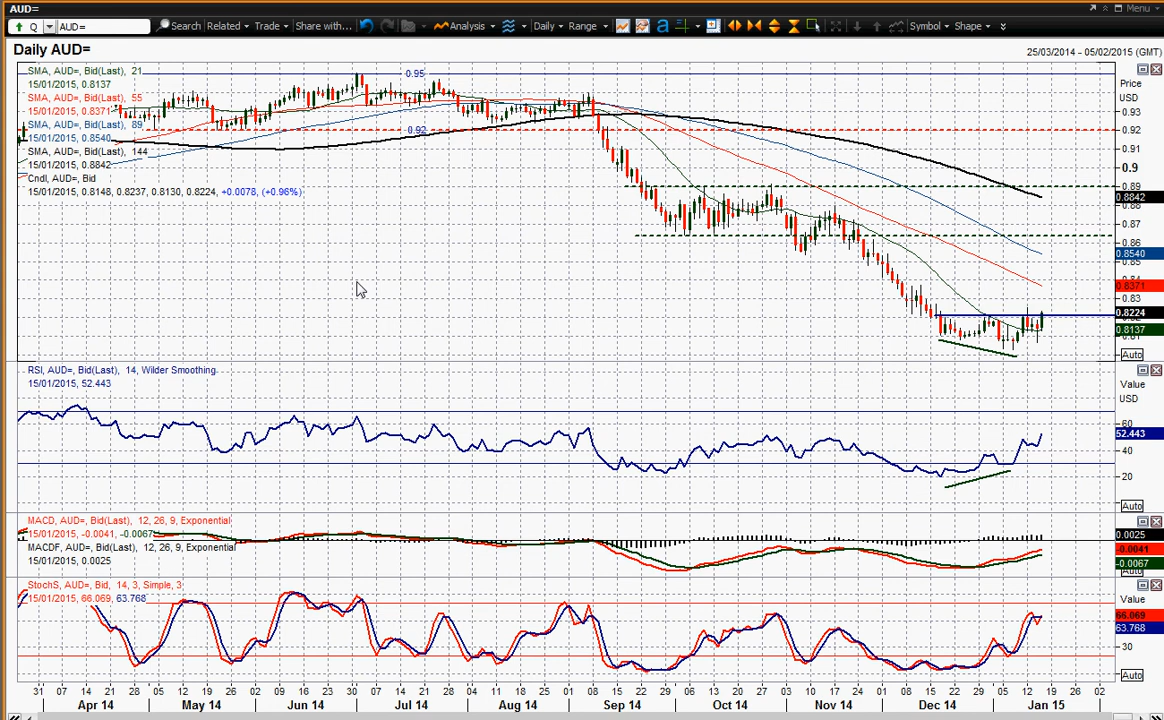 AUD=
Menu
Q AUD= Search Related Trade Share with... Analysis Daily Range a Symbol Shape
Daily AUD=
25/03/2014 - 05/02/2015 (GMT)
SMA, AUD=, Bid(Last), 21
15/01/2015, 0.8137
SMA, AUD=, Bid(Last), 55
15/01/2015, 0.8371
SMA, AUD=, Bid(Last), 89
15/01/2015, 0.8540
SMA, AUD=, Bid(Last), 144
15/01/2015, 0.8842
Cndl, AUD=, Bid
15/01/2015, 0.8148, 0.8237, 0.8130, 0.8224, +0.0078, (+0.96%)
0.95
0.92
Price
USD
0.93
0.92
0.91
0.9
0.89
0.8842
0.88
0.87
0.86
0.8540
0.85
0.84
0.8371
0.83
0.8224
0.8137
0.81
Auto
RSI, AUD=, Bid(Last), 14, Wilder Smoothing
15/01/2015, 52.443
Value
USD
60
52.443
40
20
Auto
MACD, AUD=, Bid(Last), 12, 26, 9, Exponential
15/01/2015, -0.0041, -0.0067
MACDF, AUD=, Bid(Last), 12, 26, 9, Exponential
15/01/2015, 0.0025
0.0025
-0.0041
-0.0067
Auto
StochS, AUD=, Bid, 14, 3, Simple, 3
15/01/2015, 66.069, 63.768
Value
66.069
63.768
30
Auto
31 07 14 21 28 05 12 19 26 02 09 16 23 30 07 14 21 28 04 11 18 25 01 08 15 22 29 06 13 20 27 03 10 17 24 01 08 15 22 29 05 12 19 26 02
Apr 14 May 14 Jun 14 Jul 14 Aug 14 Sep 14 Oct 14 Nov 14 Dec 14 Jan 15